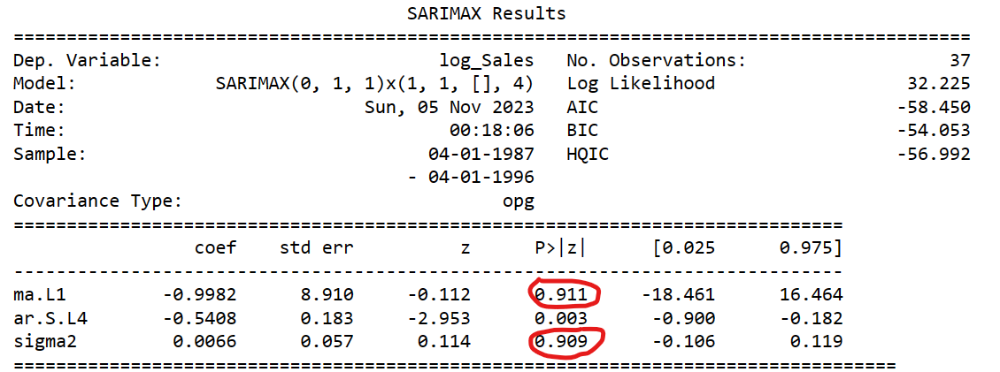 SARIMAX Results
==========================================================================================
Dep. Variable: log_Sales No. Observations: 37
Model: SARIMAX(0, 1, 1)x(1, 1, [], 4) Log Likelihood 32.225
Date: Sun, 05 Nov 2023 AIC -58.450
Time: 00:18:06 BIC -54.053
Sample: 04-01-1987 HQIC -56.992
- 04-01-1996
Covariance Type: opg
==============================================================================
coef std err z P>|z| [0.025 0.975]
------------------------------------------------------------------------------
ma.L1 -0.9982 8.910 -0.112 0.911 -18.461 16.464
ar.S.L4 -0.5408 0.183 -2.953 0.003 -0.900 -0.182
sigma2 0.0066 0.057 0.114 0.909 -0.106 0.119
===================================================================================